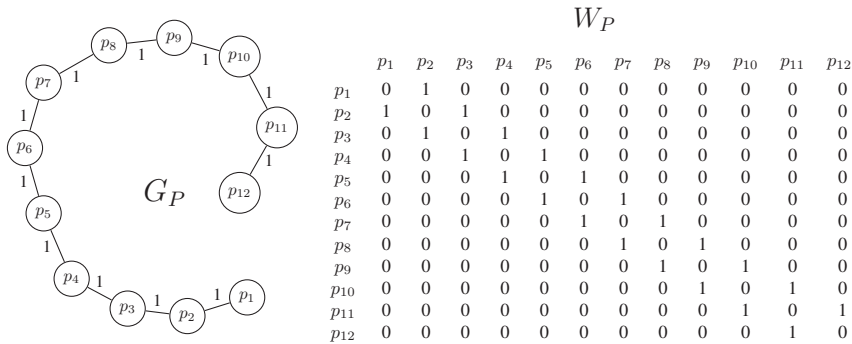 W_P
p_8 1 p_9 1 p_10
1
p_7
1
1
p_11
p_6
1
1
p_12
G_P
p_5
1
p_4 1 p_3 1 p_2 1 p_1
p_1 p_2 p_3 p_4 p_5 p_6 p_7 p_8 p_9 p_10 p_11 p_12
p_1 0 1 0 0 0 0 0 0 0 0 0 0
p_2 1 0 1 0 0 0 0 0 0 0 0 0
p_3 0 1 0 1 0 0 0 0 0 0 0 0
p_4 0 0 1 0 1 0 0 0 0 0 0 0
p_5 0 0 0 1 0 1 0 0 0 0 0 0
p_6 0 0 0 0 1 0 1 0 0 0 0 0
p_7 0 0 0 0 0 1 0 1 0 0 0 0
p_8 0 0 0 0 0 0 1 0 1 0 0 0
p_9 0 0 0 0 0 0 0 1 0 1 0 0
p_10 0 0 0 0 0 0 0 0 1 0 1 0
p_11 0 0 0 0 0 0 0 0 0 1 0 1
p_12 0 0 0 0 0 0 0 0 0 0 1 0